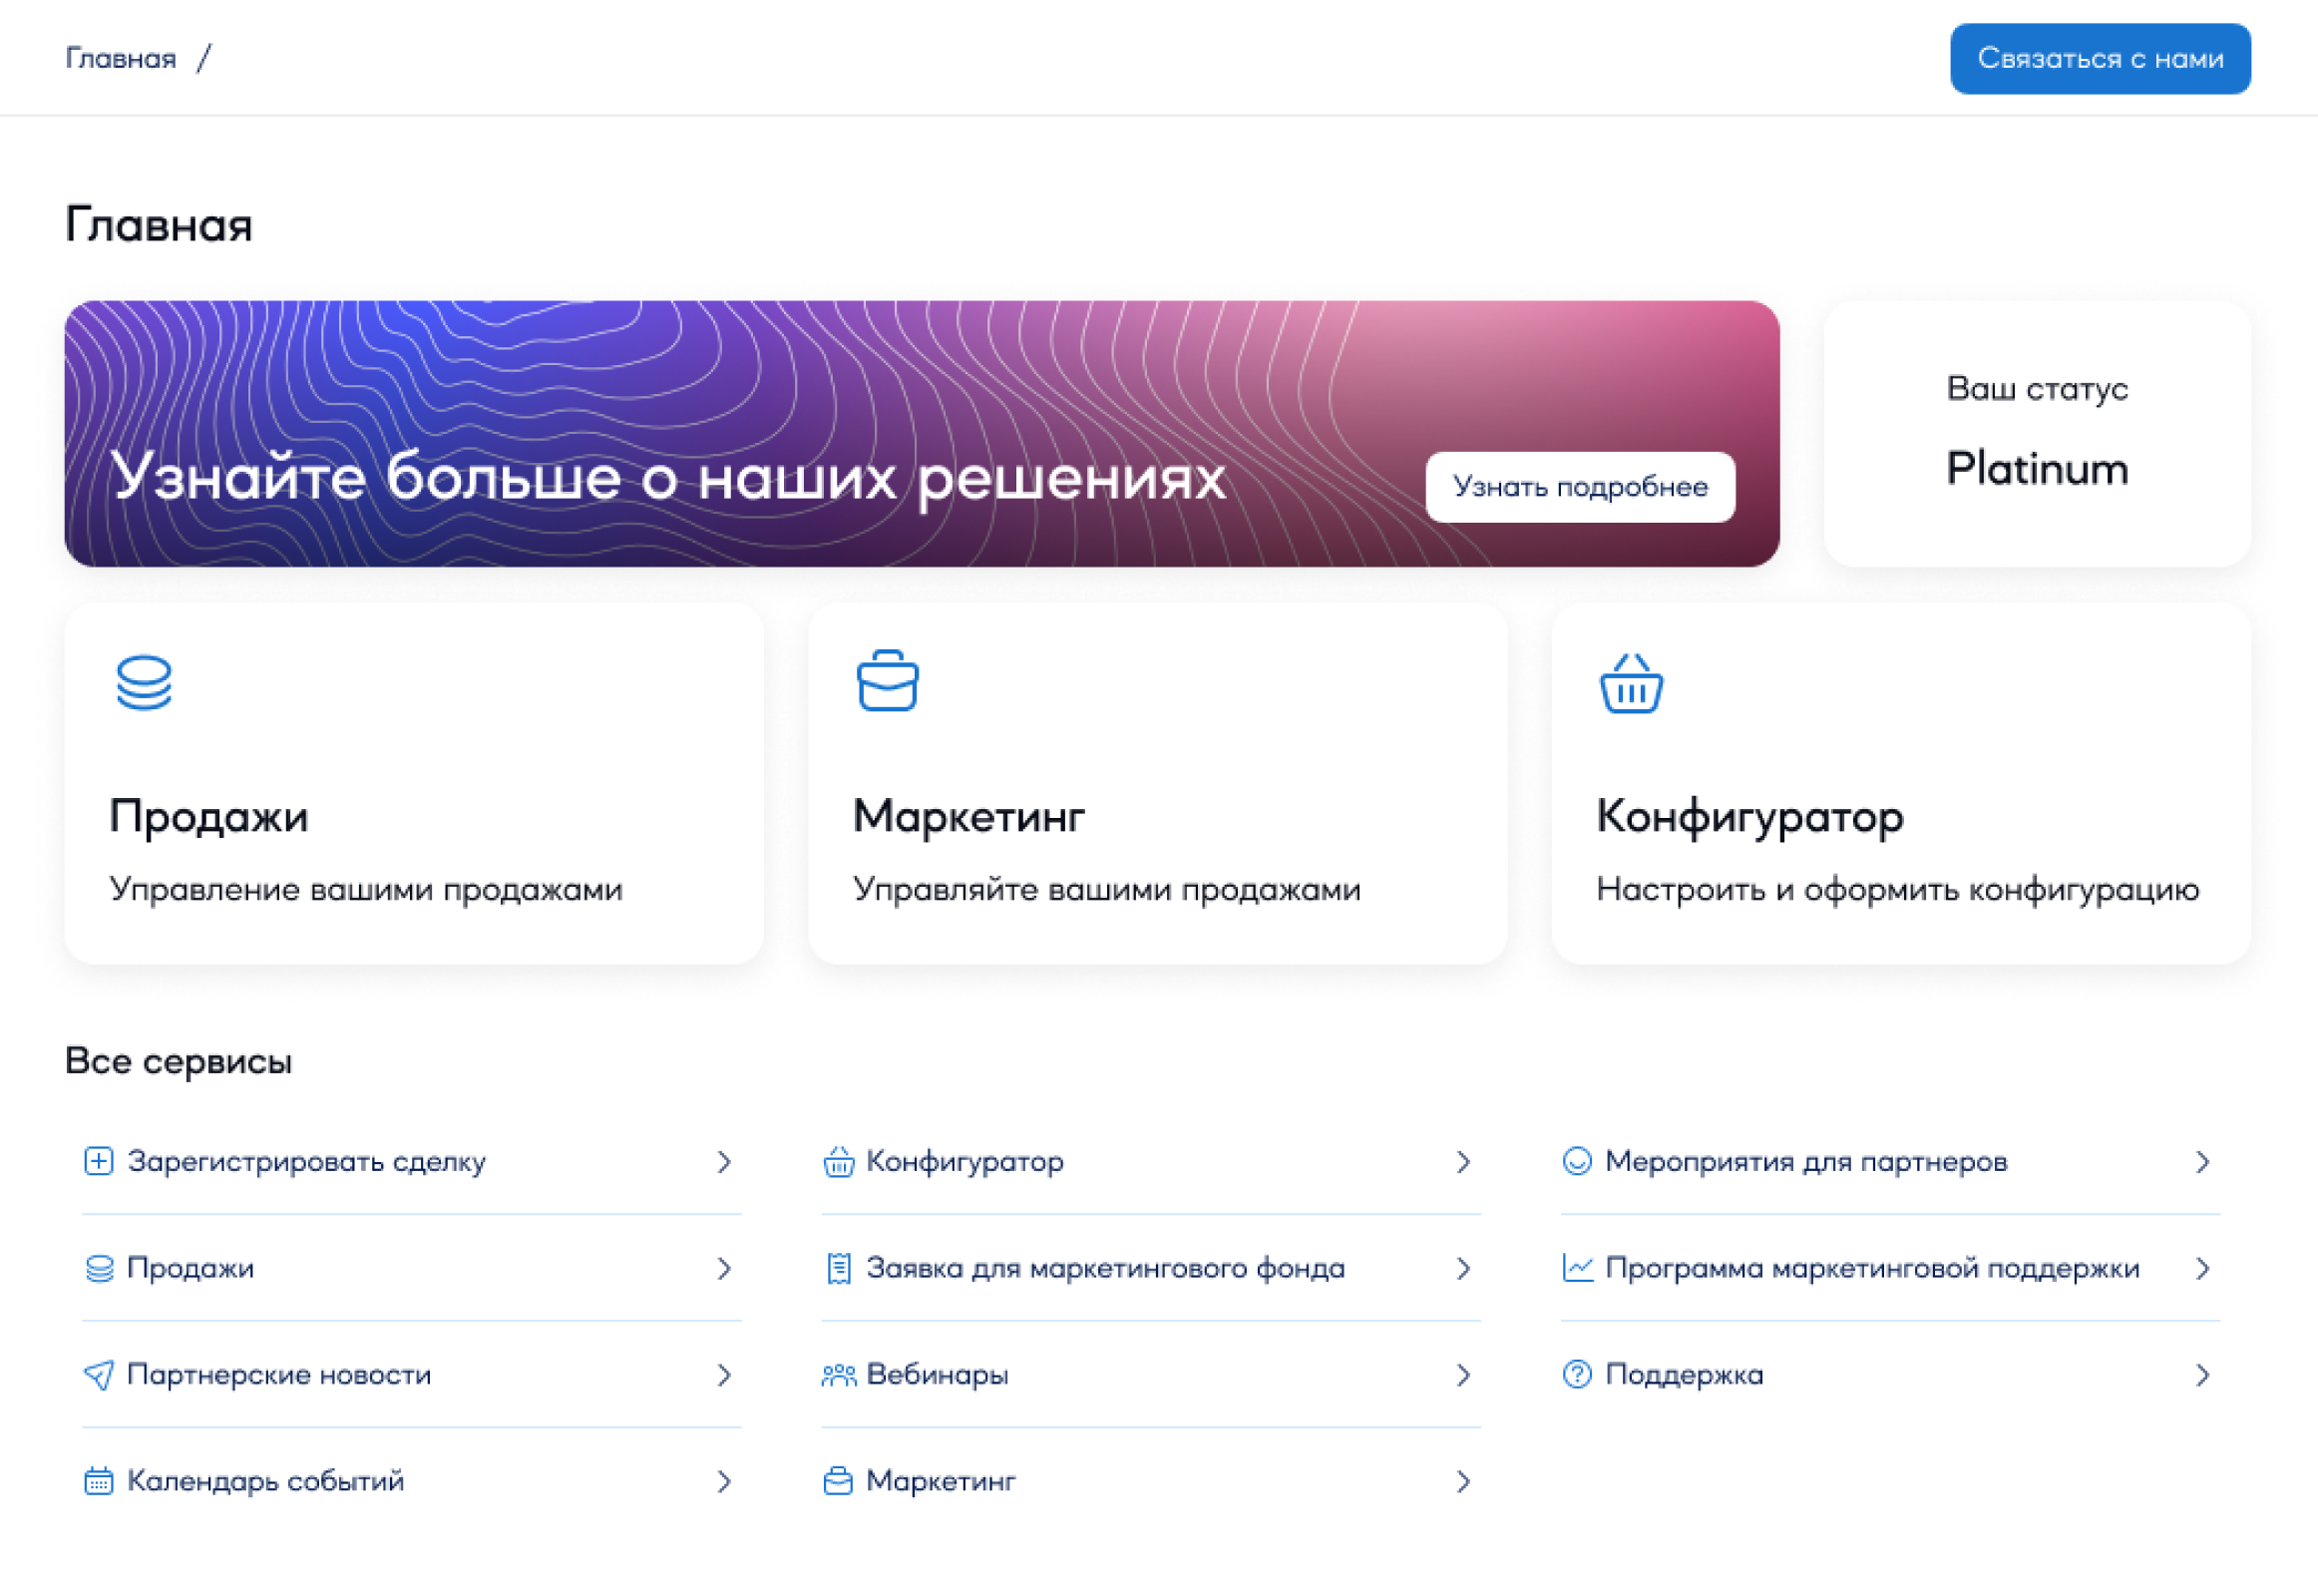 Главная /
Связаться с нами
Главная
Узнайте больше о наших решениях
Узнать подробнее
Ваш статус
Platinum
Продажи
Управление вашими продажами
Маркетинг
Управляйте вашими продажами
Конфигуратор
Настроить и оформить конфигурацию
Все сервисы
Зарегистрировать сделку
Продажи
Партнерские новости
Календарь событий
Конфигуратор
Заявка для маркетингового фонда
Вебинары
Маркетинг
Мероприятия для партнеров
Программа маркетинговой поддержки
Поддержка